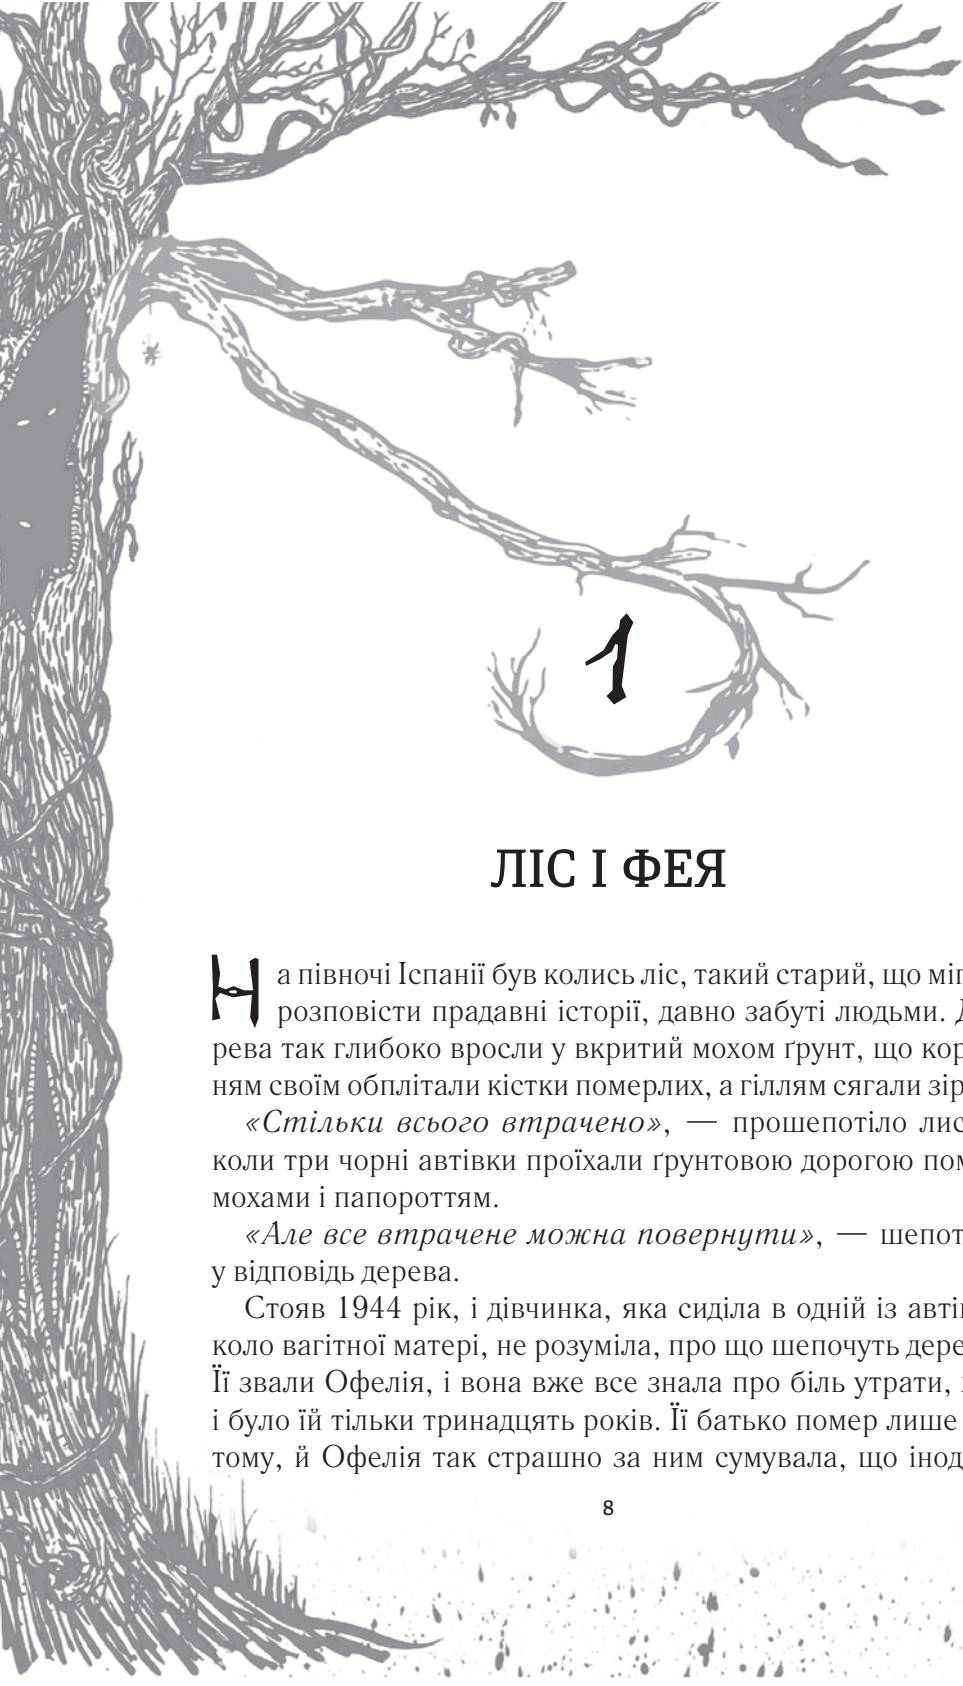 1
ЛІС І ФЕЯ
На півночі Іспанії був колись ліс, такий старий, що міг
розповісти прадавні історії, давно забуті людьми.
рева так глибоко вросли у вкритий мохом ґрунт, що кор
ням своїм обплітали кістки померлих, а гіллям сягали зір
«Стільки всього втрачено», — прошепотіло лис
коли три чорні автівки проїхали ґрунтовою дорогою пом
мохами і папороттям.
«Але все втрачене можна повернути», — шепот
у відповідь дерева.
Стояв 1944 рік, і дівчинка, яка сиділа в одній із автів
коло вагітної матері, не розуміла, про що шепочуть дере
Її звали Офелія, і вона вже все знала про біль утрати,
і було їй тільки тринадцять років. Її батько помер лише
тому, й Офелія так страшно за ним сумувала, що інод
8